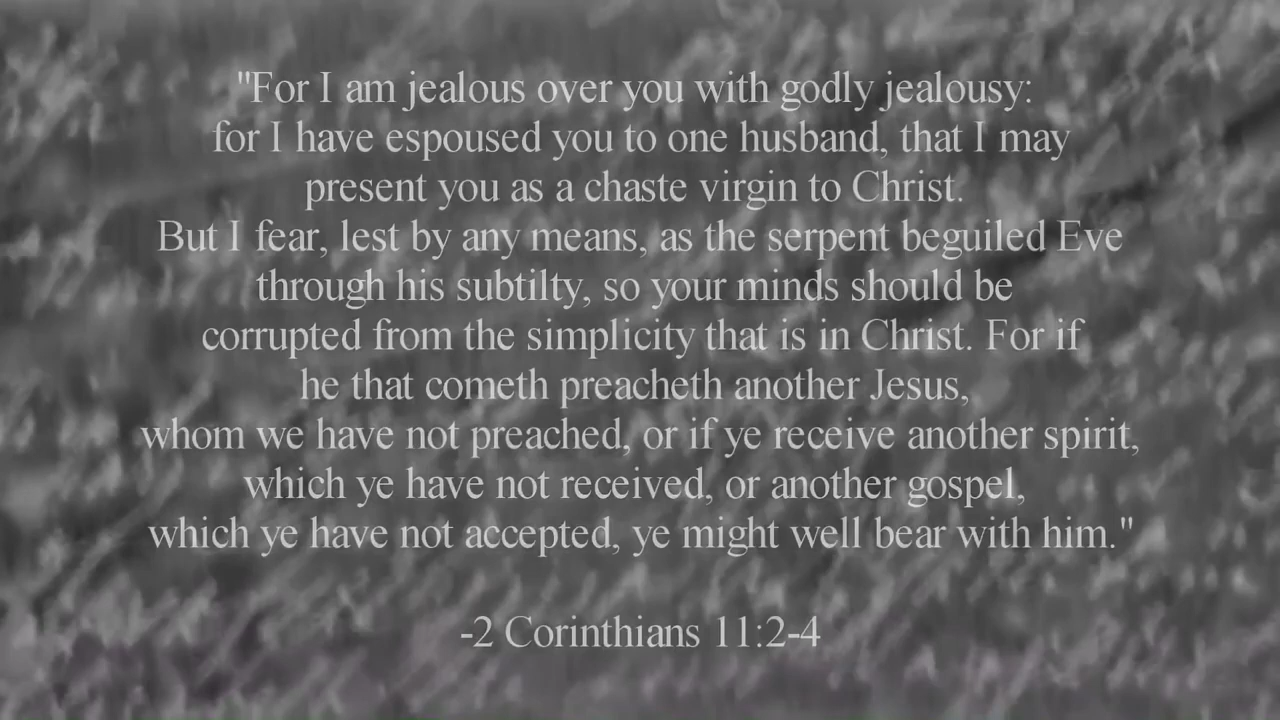 "For I am jealous over you with godly jealousy:
for I have espoused you to one husband, that I may
present you as a chaste virgin to Christ.
But I fear, lest by any means, as the serpent beguiled Eve
through his subtilty, so your minds should be
corrupted from the simplicity that is in Christ. For if
he that cometh preacheth another Jesus,
whom we have not preached, or if ye receive another spirit,
which ye have not received, or another gospel,
which ye have not accepted, ye might well bear with him."
-2 Corinthians 11:2-4